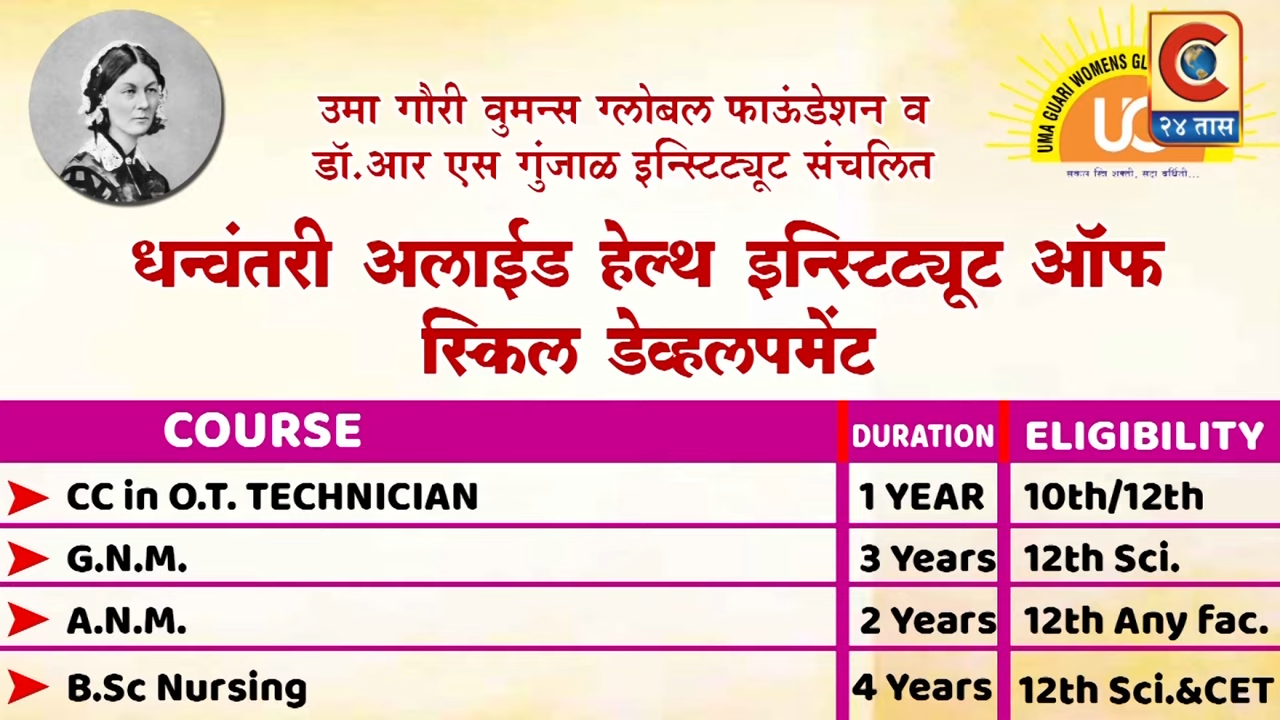 उमा गौरी वुमन्स ग्लोबल फाऊंडेशन व
डॉ.आर एस गुंजाळ इन्स्टिट्यूट संचलित
UMA GUARI WOMENS GL
२४ तास
धन्वंतरी अलाईड हेल्थ इन्स्टिट्यूट ऑफ
स्किल डेव्हलपमेंट
COURSE DURATION ELIGIBILITY
CC in O.T. TECHNICIAN 1 YEAR 10th/12th
G.N.M. 3 Years 12th Sci.
A.N.M. 2 Years 12th Any fac.
B.Sc Nursing 4 Years 12th Sci.&CET